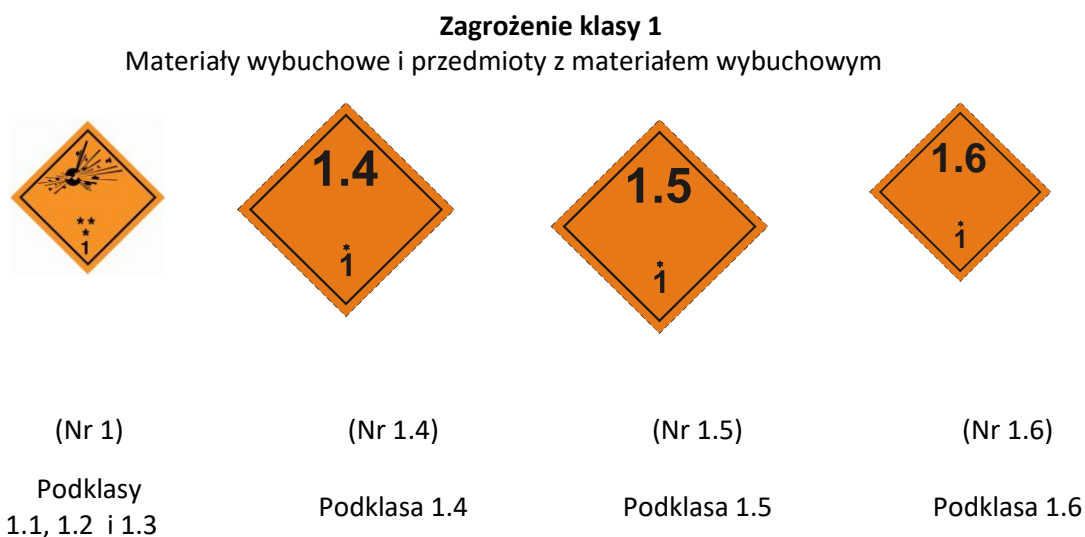 Zagrożenie klasy 1
Materiały wybuchowe i przedmioty z materiałem wybuchowym
**
*
1
1.4
*
1
1.5
*
1
1.6
*
1
(Nr 1) (Nr 1.4) (Nr 1.5) (Nr 1.6)
Podklasy
1.1, 1.2 i 1.3
Podklasa 1.4 Podklasa 1.5 Podklasa 1.6